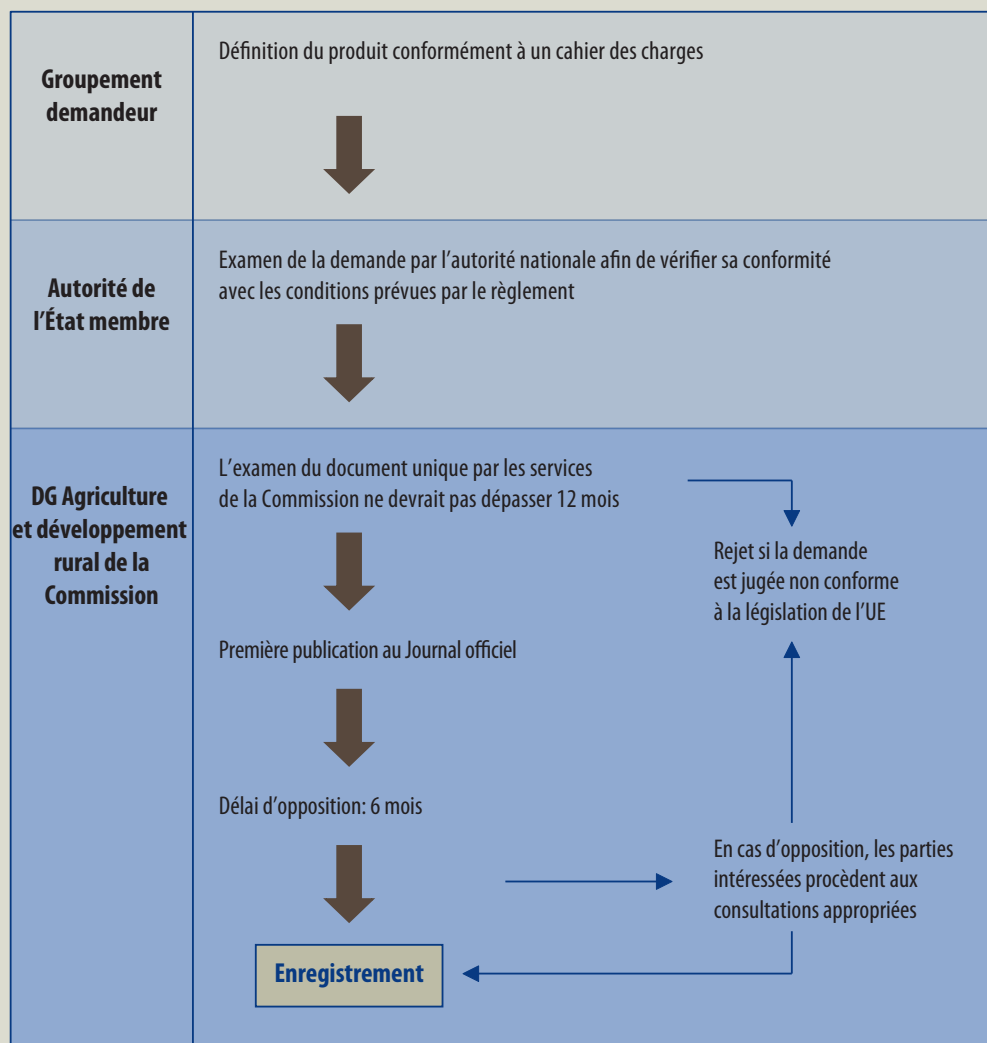 Groupement
demandeur
Définition du produit conformément à un cahier des charges
Autorité de
l'État membre
Examen de la demande par l'autorité nationale afin de vérifier sa conformité
avec les conditions prévues par le règlement
DG Agriculture
et développement
rural de la
Commission
L'examen du document unique par les services
de la Commission ne devrait pas dépasser 12 mois
Rejet si la demande
est jugée non conforme
à la législation de l'UE
Première publication au Journal officiel
Délai d'opposition: 6 mois
En cas d'opposition, les parties
intéressées procèdent aux
consultations appropriées
Enregistrement